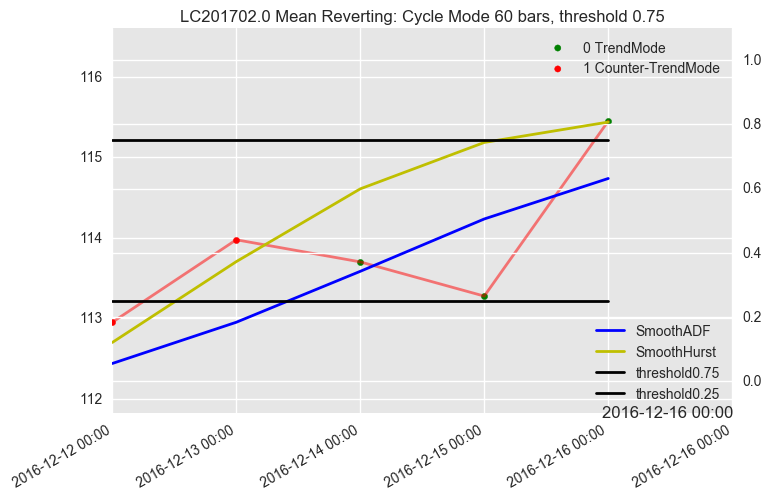 LC201702.0 Mean Reverting: Cycle Mode 60 bars, threshold 0.75
0 TrendMode
1 Counter-TrendMode
116
115
114
113
112
1.0
0.8
0.6
0.4
0.2
0.0
SmoothADF
SmoothHurst
threshold0.75
threshold0.25
2016-12-16 00:00
2016-12-12 00:00
2016-12-13 00:00
2016-12-14 00:00
2016-12-15 00:00
2016-12-16 00:00
2016-12-16 00:00